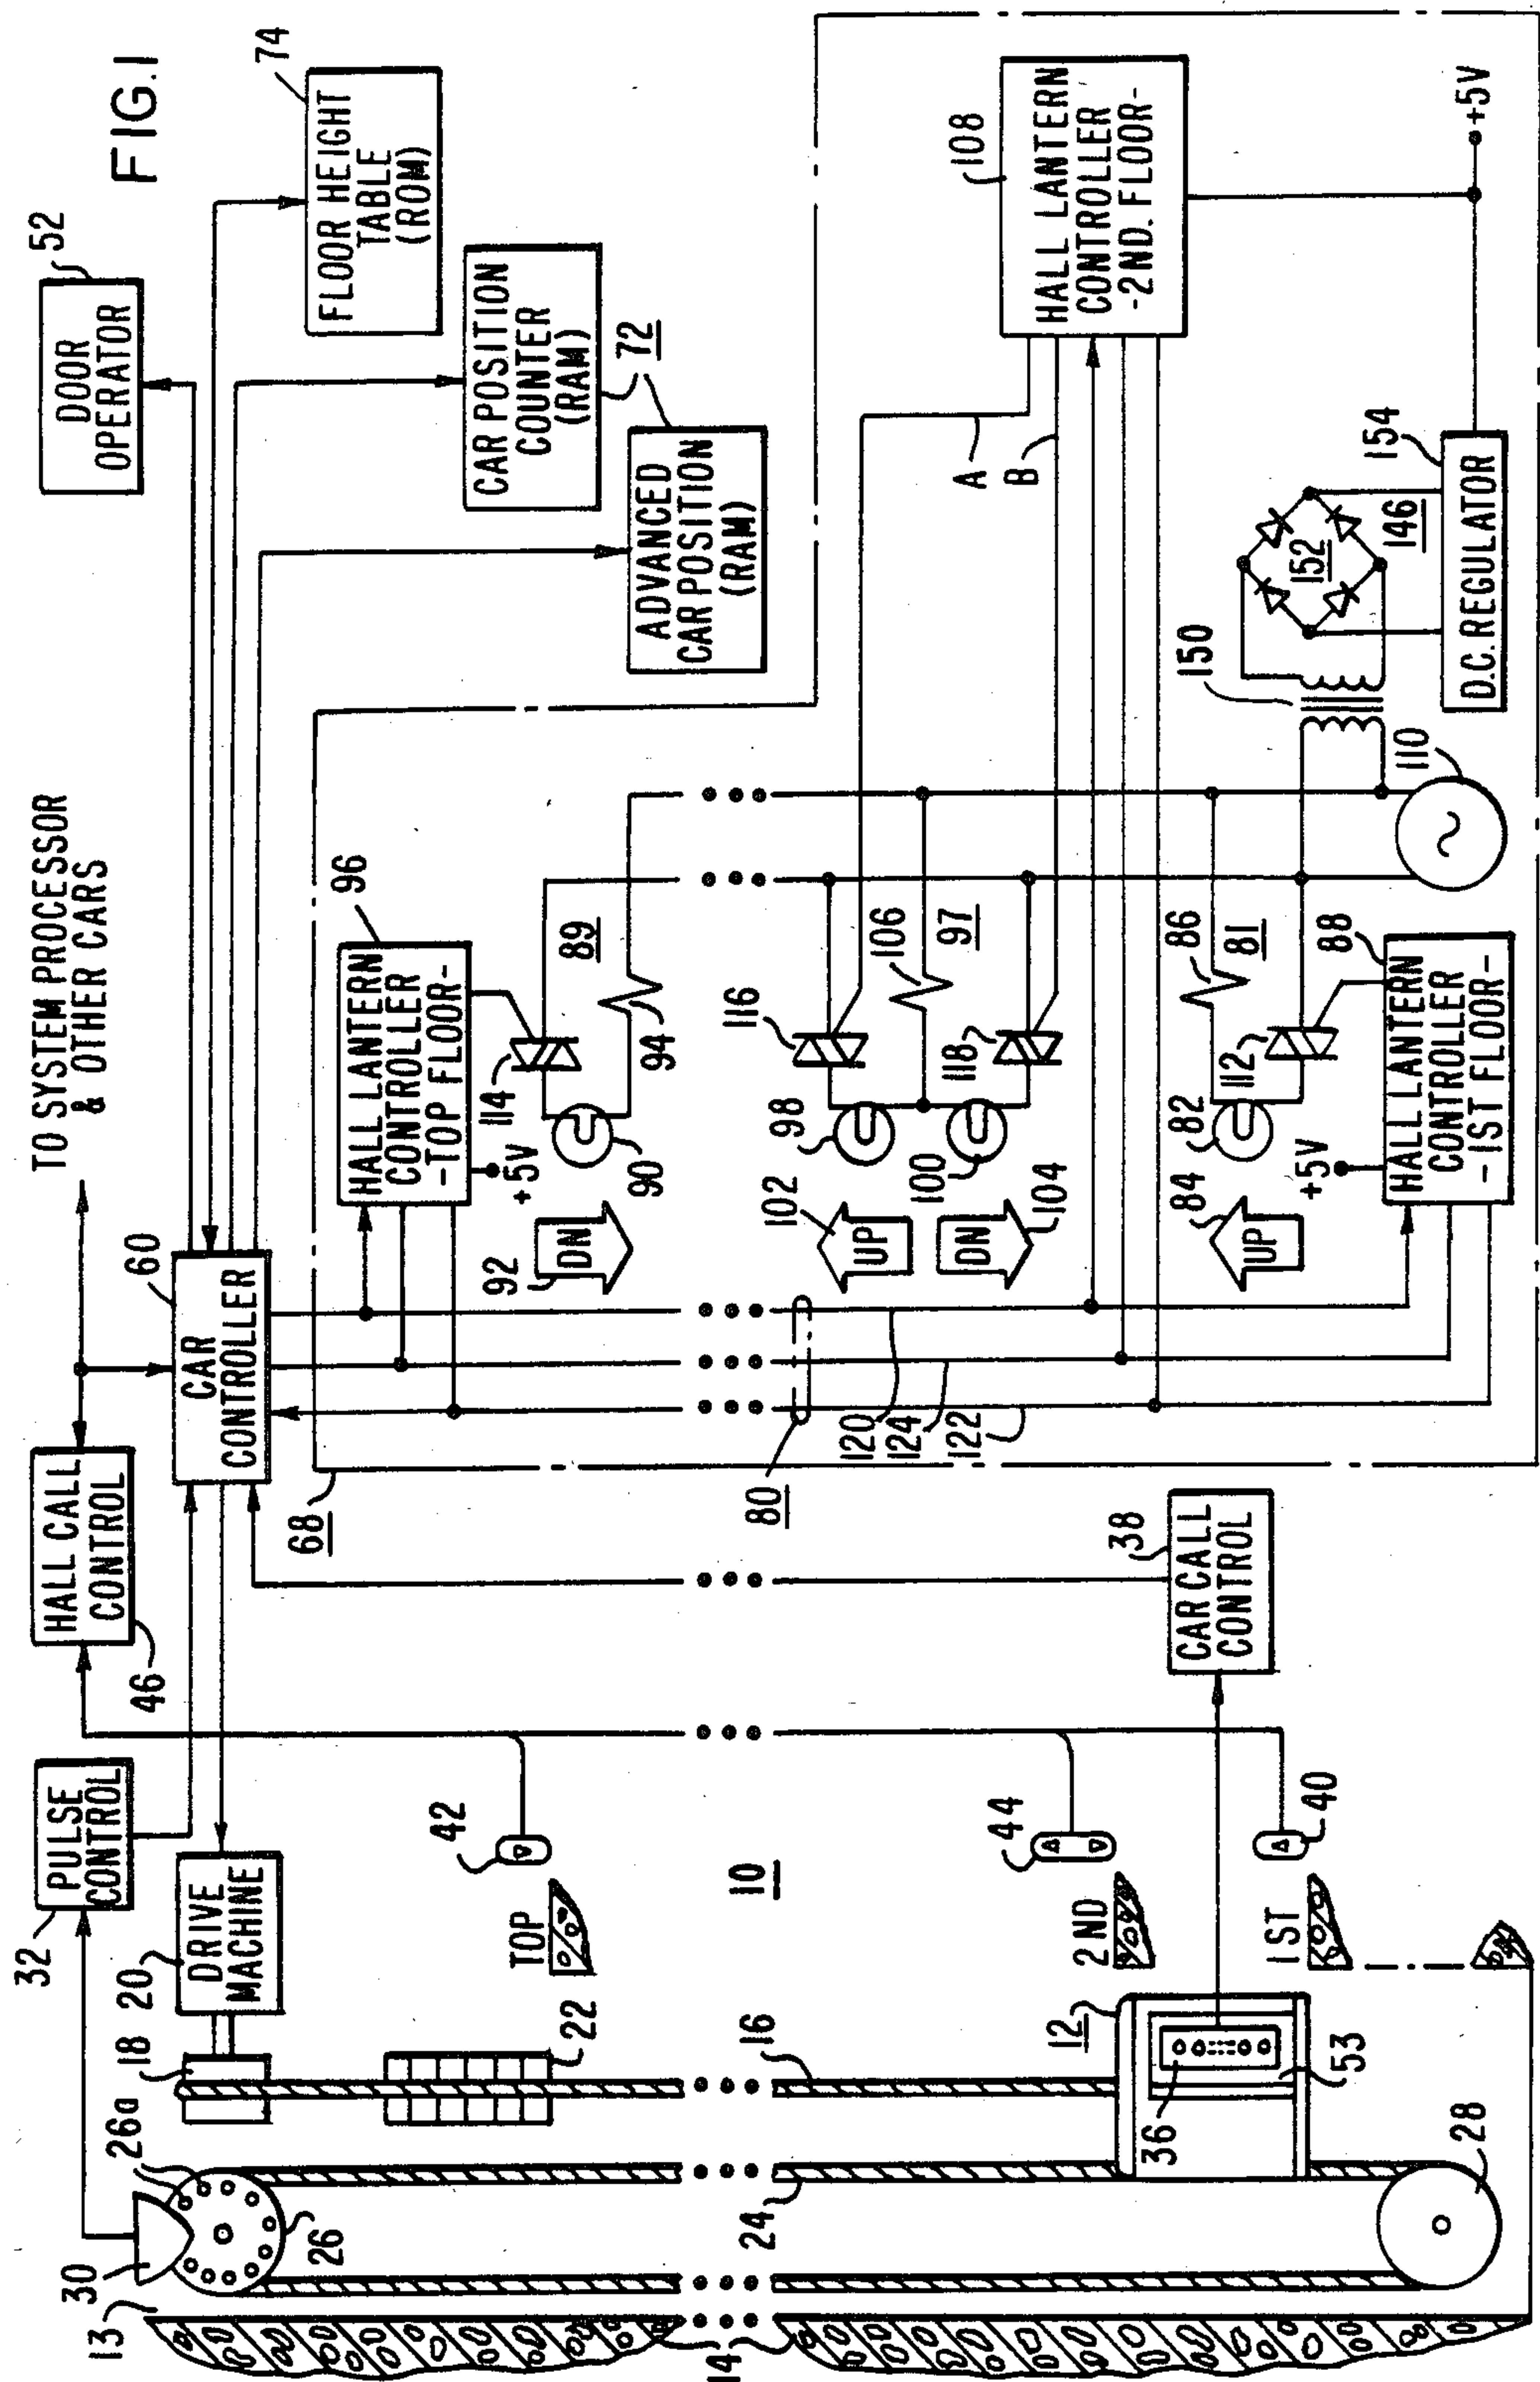 FIG.1
TO SYSTEM PROCESSOR
& OTHER CARS
32
PULSE
CONTROL
46
HALL CALL
CONTROL
60
CAR
CONTROLLER
52
DOOR
OPERATOR
74
FLOOR HEIGHT
TABLE
(ROM)
CAR POSITION
COUNTER
(RAM)
72
ADVANCED
CAR POSITION
(RAM)
13
30
26a
26
18
20
DRIVE
MACHINE
22
42
TOP
14
24
16
10
44
2ND
40
1ST
12
36
53
28
38
CAR CALL
CONTROL
68
80
120
124
122
96
HALL LANTERN
CONTROLLER
-TOP FLOOR-
+5V
114
92
DN
90
89
94
116
98
102
UP
106
97
118
100
DN
104
A
B
108
HALL LANTERN
CONTROLLER
-2ND. FLOOR-
84
UP
82
86
81
112
+5V
88
HALL LANTERN
CONTROLLER
-1ST FLOOR-
110
150
152
146
154
D.C. REGULATOR
+5V